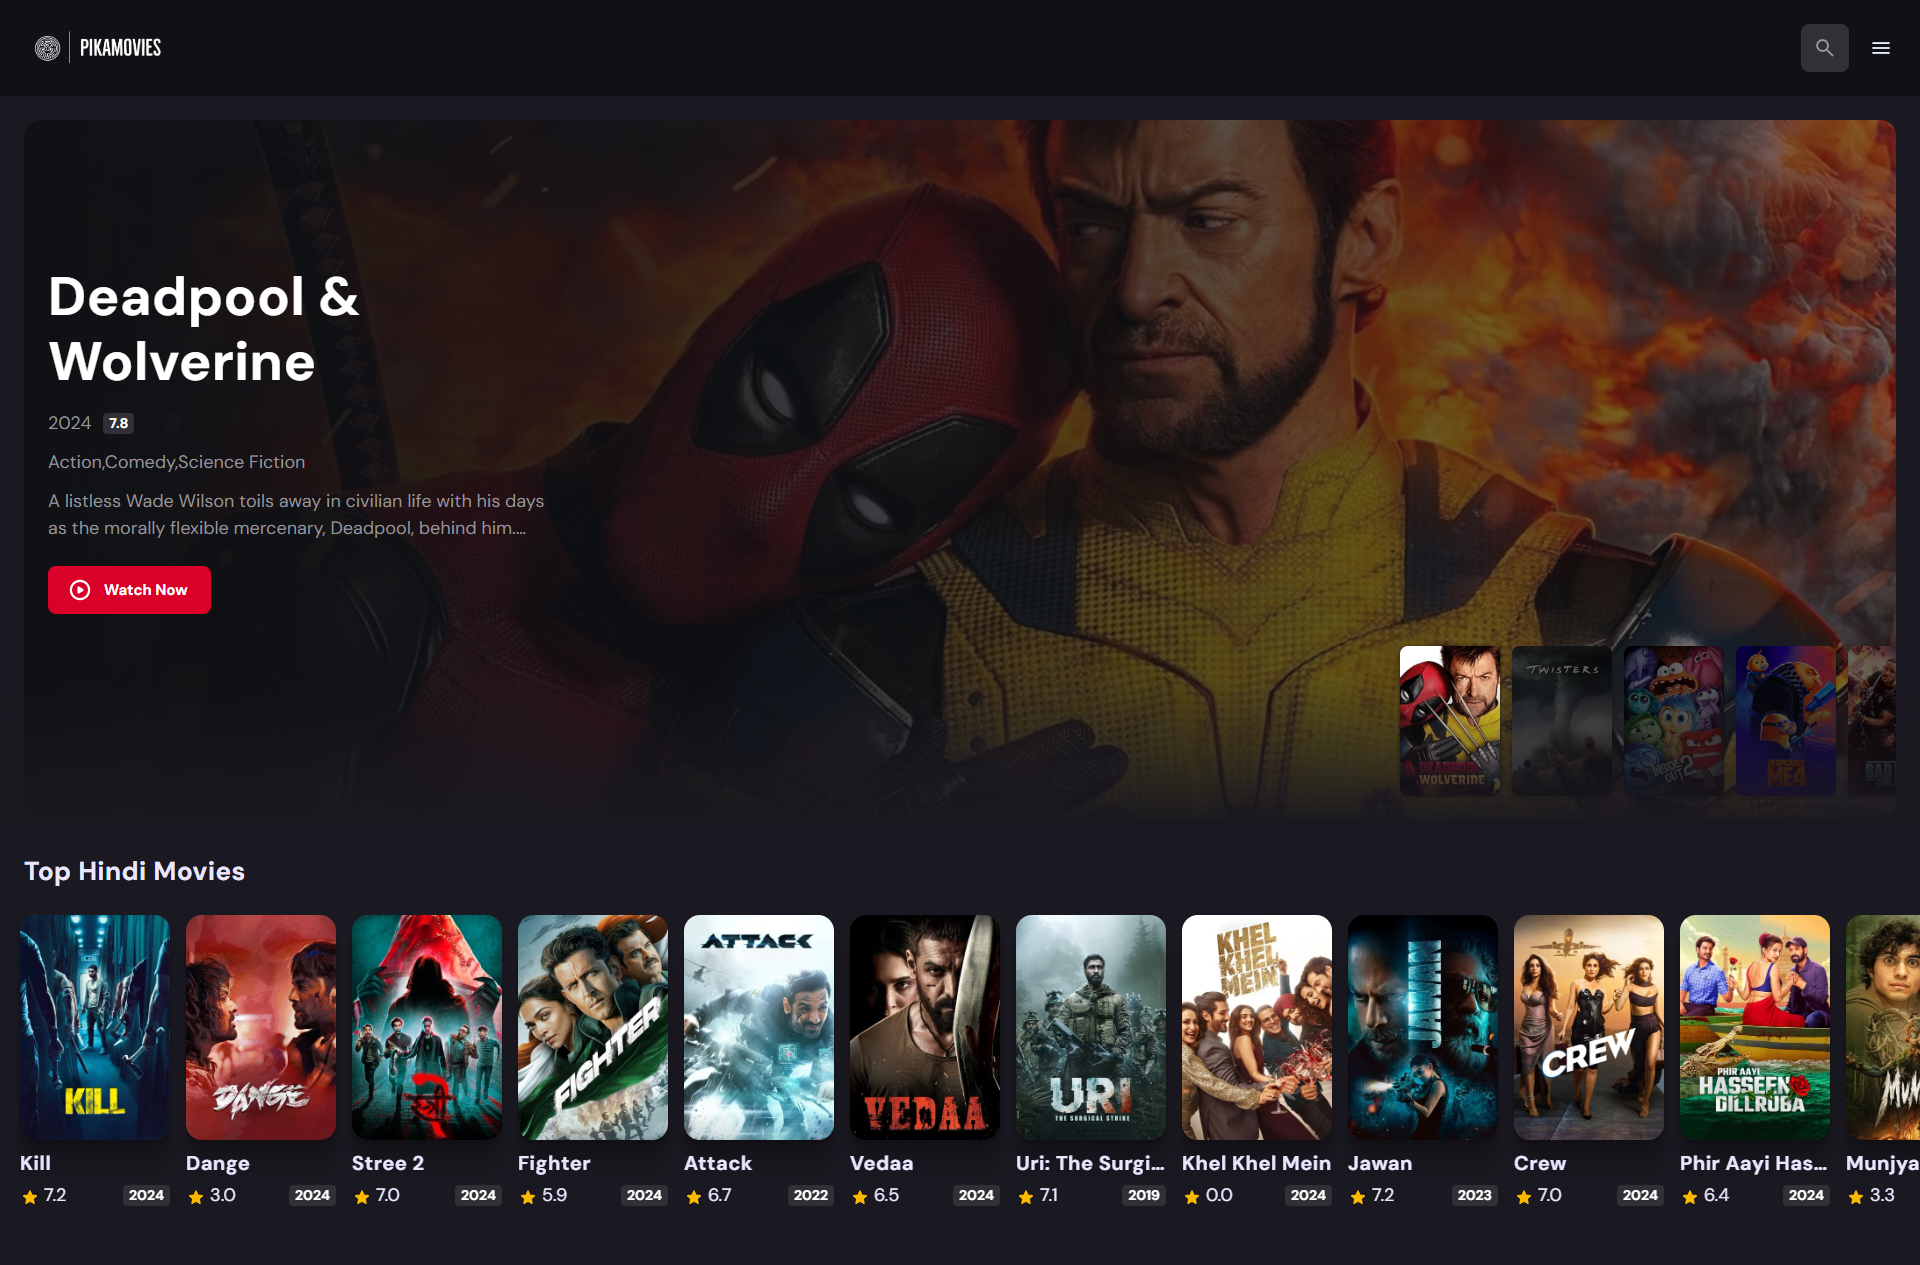 PIKAMOVIES
Deadpool &
Wolverine
2024 7.8
Action,Comedy,Science Fiction
A listless Wade Wilson toils away in civilian life with his days
as the morally flexible mercenary, Deadpool, behind him....
Watch Now
DEADPOOL
WOLVERINE
TWISTERS
INSIDE
OUT 2
DESPICABLE
ME4
BAD
Top Hindi Movies
KILL
DANGE
स्त्री
FIGHTER
ATTACK
VEDAA
URI
THE SURGICAL STRIKE
KHEL
KHEL
MEIN
JAWAN
CREW
PHIR AAYI
HASSEEN
DILLRUBA
Kill
7.2 2024
Dange
3.0 2024
Stree 2
7.0 2024
Fighter
5.9 2024
Attack
6.7 2022
Vedaa
6.5 2024
Uri: The Surgi...
7.1 2019
Khel Khel Mein
0.0 2024
Jawan
7.2 2023
Crew
7.0 2024
Phir Aayi Has...
6.4 2024
Munjya
3.3